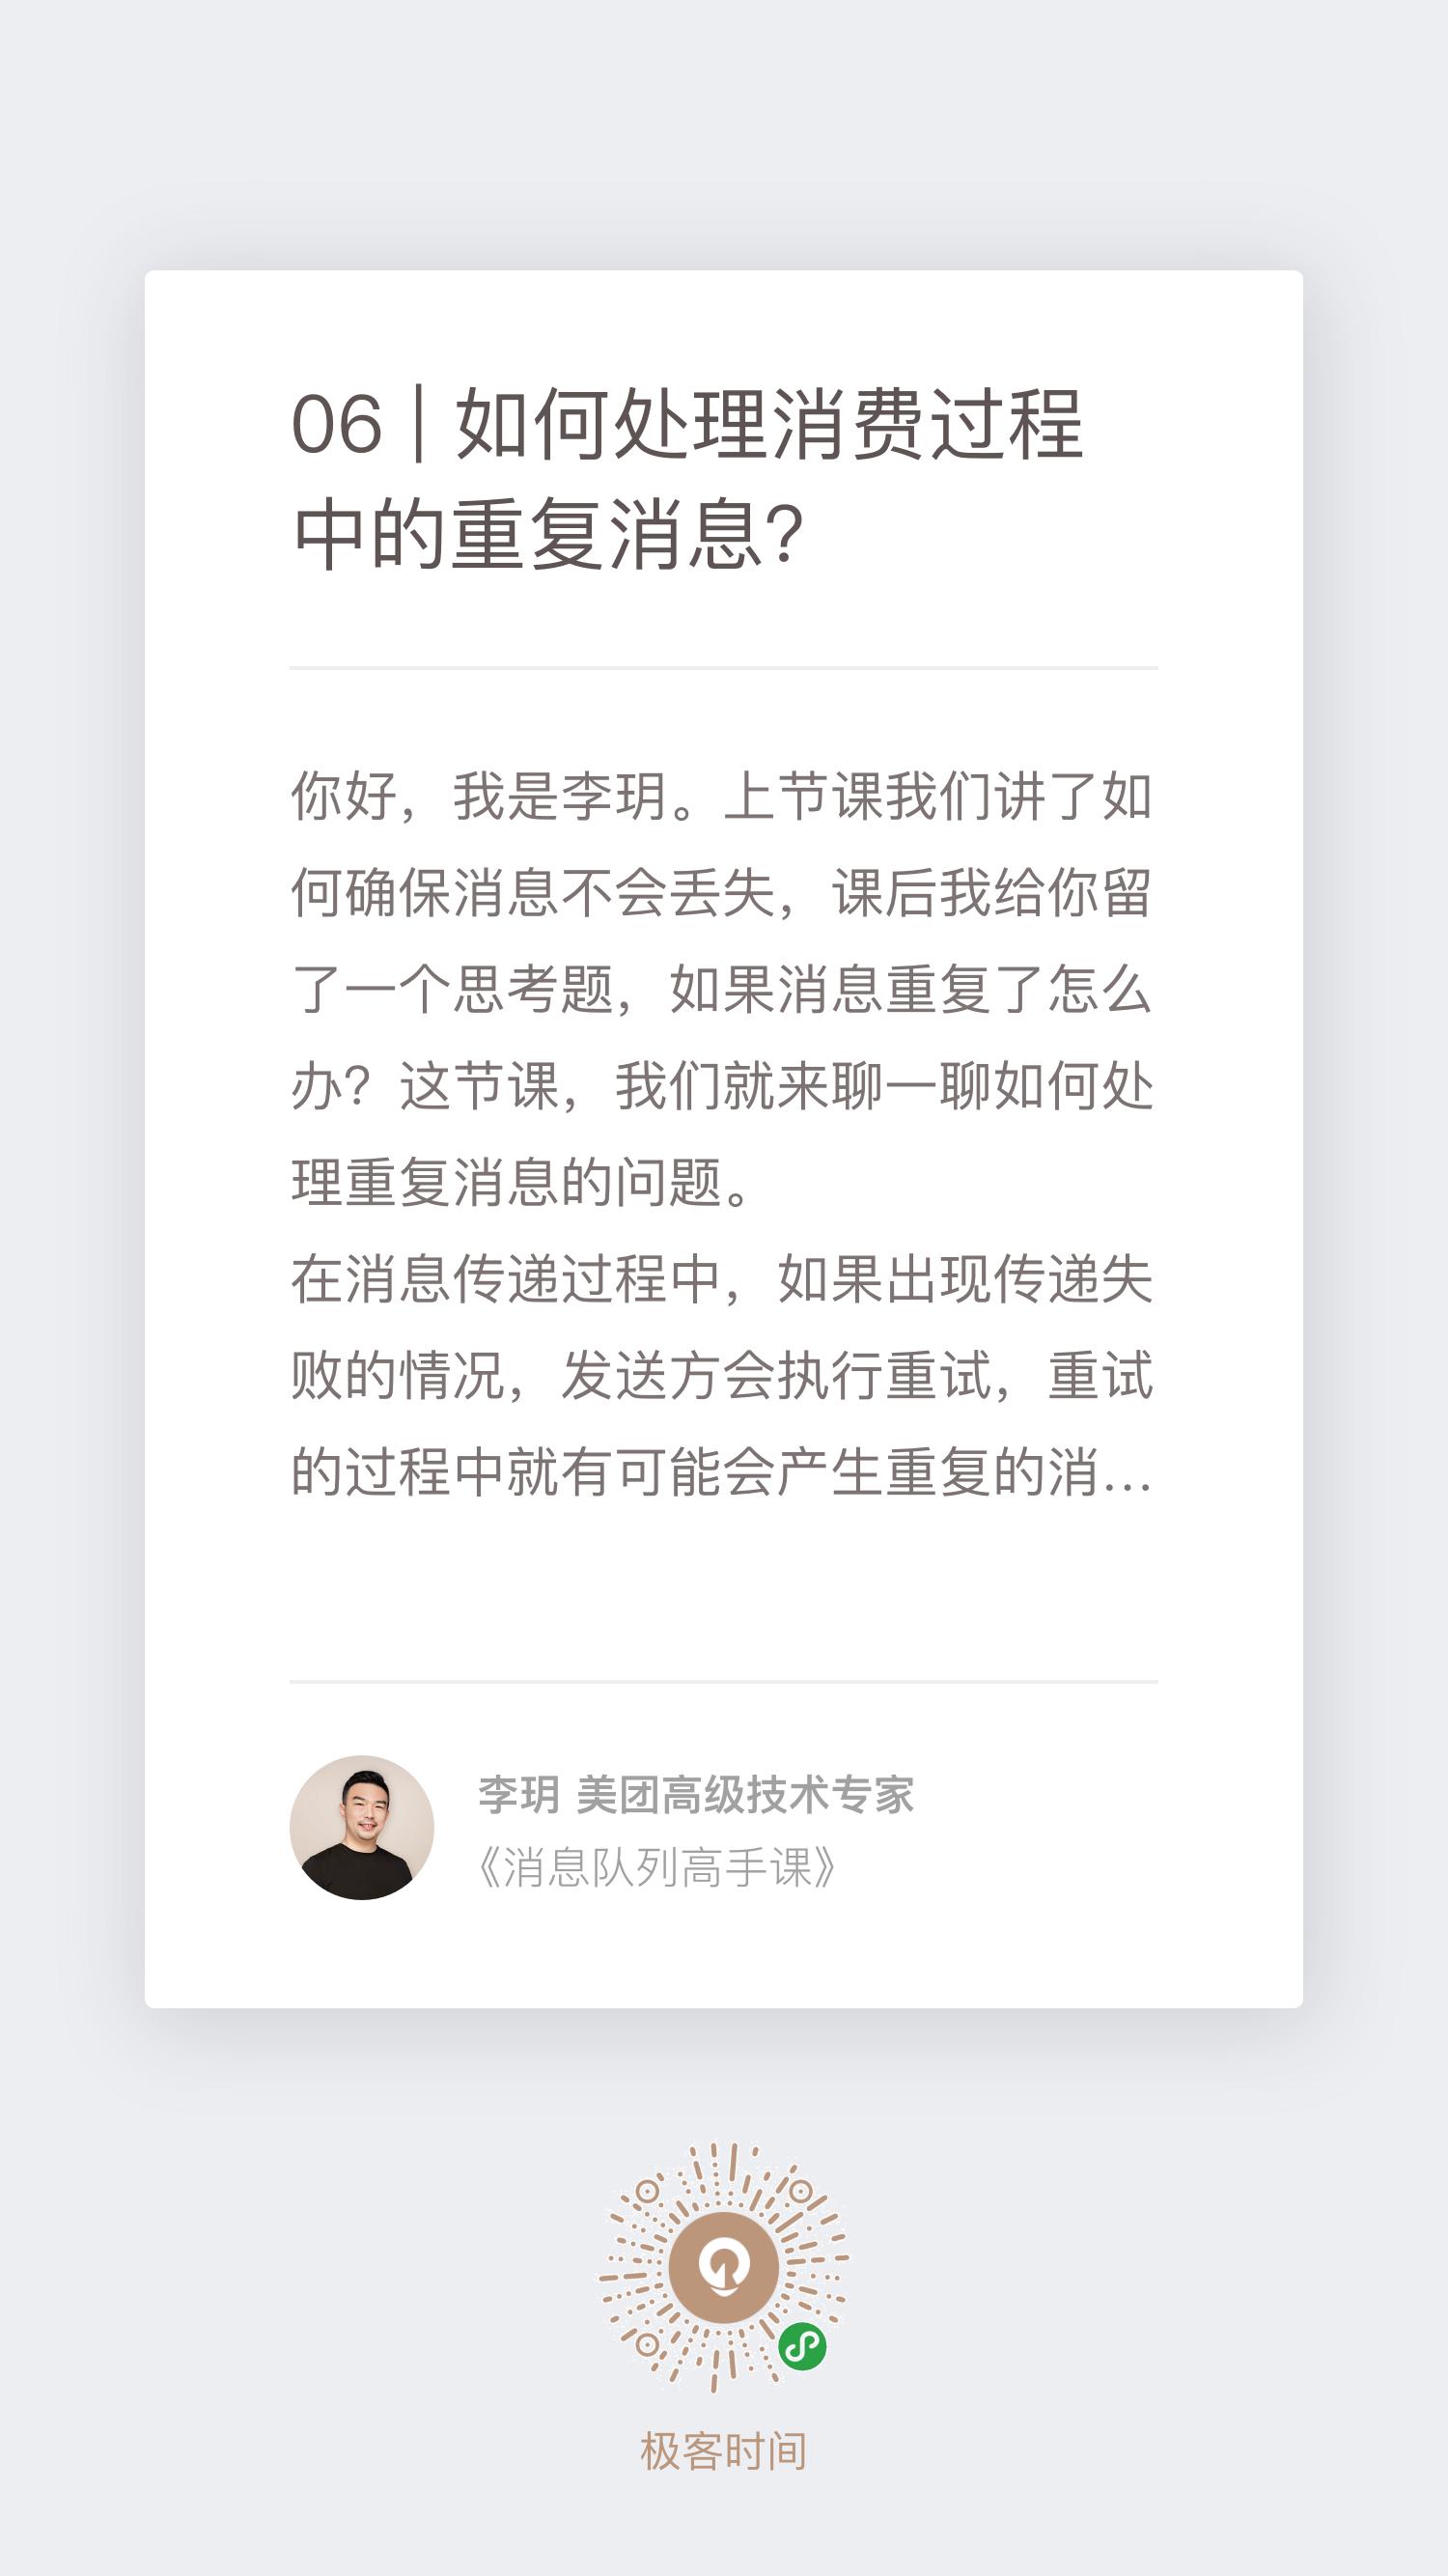 06 | 如何处理消费过程
中的重复消息?
你好，我是李玥。上节课我们讲了如
何确保消息不会丢失，课后我给你留
了一个思考题，如果消息重复了怎么
办？这节课，我们就来聊一聊如何处
理重复消息的问题。
在消息传递过程中，如果出现传递失
败的情况，发送方会执行重试，重试
的过程中就有可能会产生重复的消...
李玥 美团高级技术专家
《消息队列高手课》
极客时间